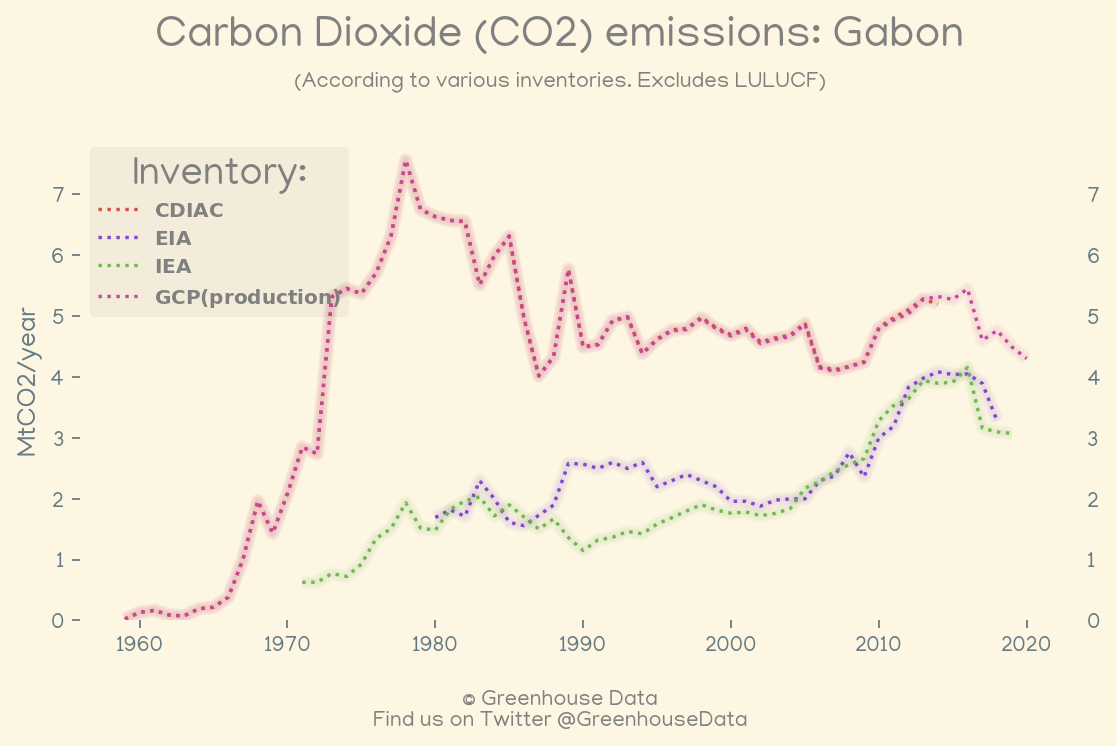 Carbon Dioxide (CO2) emissions: Gabon
(According to various inventories. Excludes LULUCF)
Inventory:
CDIAC
EIA
IEA
GCP(production)
MtCO2/year
7
6
5
4
3
2
1
0
7
6
5
4
3
2
1
0
1960 1970 1980 1990 2000 2010 2020
© Greenhouse Data
Find us on Twitter @GreenhouseData